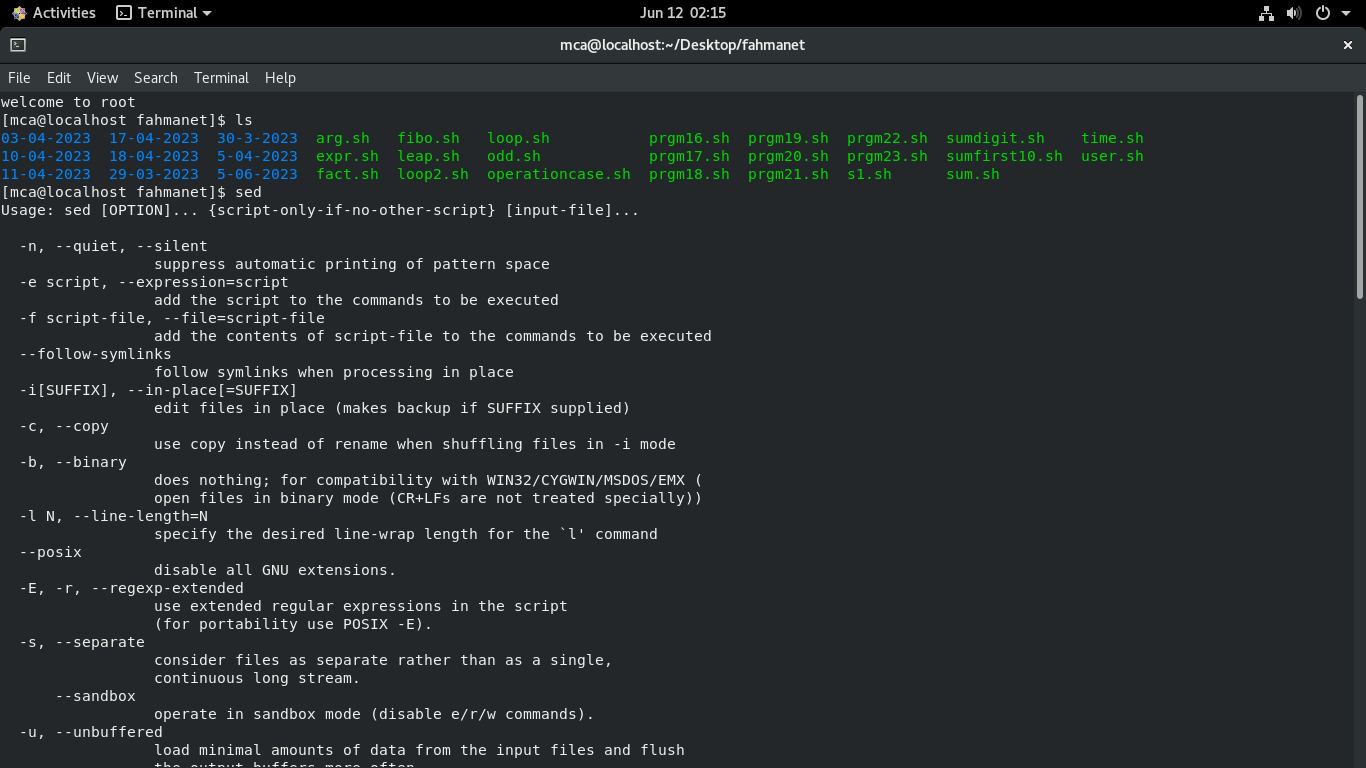 Activities Terminal Jun 12 02:15
mca@localhost:~/Desktop/fahmanet
File Edit View Search Terminal Help
welcome to root
[mca@localhost fahmanet]$ ls
03-04-2023  17-04-2023  30-3-2023  arg.sh   fibo.sh   loop.sh           prgm16.sh  prgm19.sh  prgm22.sh  sumdigit.sh    time.sh
10-04-2023  18-04-2023  5-04-2023  expr.sh  leap.sh   odd.sh            prgm17.sh  prgm20.sh  prgm23.sh  sumfirst10.sh  user.sh
11-04-2023  29-03-2023  5-06-2023  fact.sh  loop2.sh  operationcase.sh  prgm18.sh  prgm21.sh  s1.sh      sum.sh
[mca@localhost fahmanet]$ sed
Usage: sed [OPTION]... {script-only-if-no-other-script} [input-file]...

  -n, --quiet, --silent
                 suppress automatic printing of pattern space
  -e script, --expression=script
                 add the script to the commands to be executed
  -f script-file, --file=script-file
                 add the contents of script-file to the commands to be executed
  --follow-symlinks
                 follow symlinks when processing in place
  -i[SUFFIX], --in-place[=SUFFIX]
                 edit files in place (makes backup if SUFFIX supplied)
  -c, --copy
                 use copy instead of rename when shuffling files in -i mode
  -b, --binary
                 does nothing; for compatibility with WIN32/CYGWIN/MSDOS/EMX (
                 open files in binary mode (CR+LFs are not treated specially))
  -l N, --line-length=N
                 specify the desired line-wrap length for the `l' command
  --posix
                 disable all GNU extensions.
  -E, -r, --regexp-extended
                 use extended regular expressions in the script
                 (for portability use POSIX -E).
  -s, --separate
                 consider files as separate rather than as a single,
                 continuous long stream.
      --sandbox
                 operate in sandbox mode (disable e/r/w commands).
  -u, --unbuffered
                 load minimal amounts of data from the input files and flush
                 the output buffers more often